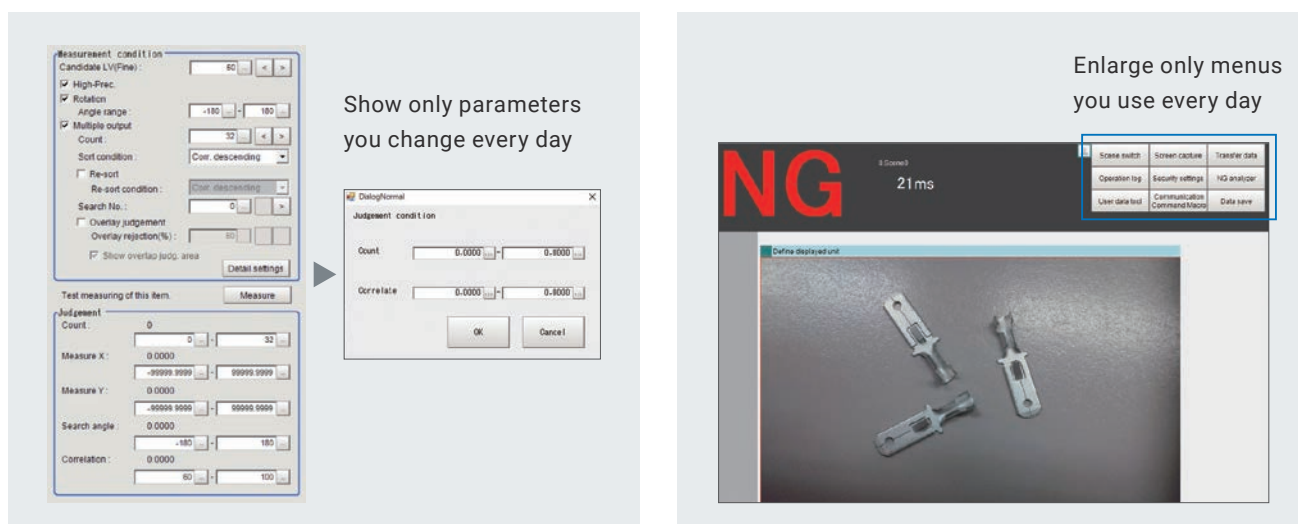 Measurement condition
Candidate LV(Fine) : 60 ... < >
High-Prec.
Rotation
Angle range : -180 ... - 180 ...
Multiple output
Count : 32 ... < >
Sort condition : Corr. descending
Re-sort
Re-sort condition : Corr. descending
Search No. : 0 ... >
Overlay judgement
Overlay rejection(%) : 60
Show overlap judg. area
Detail settings
Test measuring of this item. Measure
Judgement
Count : 0
0 ... - 32 ...
Measure X : 0.0000
-99999.9999 ... - 99999.9999 ...
Measure Y : 0.0000
-99999.9999 ... - 99999.9999 ...
Search angle : 0.0000
-180 ... - 180 ...
Correlation : 0.0000
60 ... - 100 ...
Show only parameters
you change every day
DialogNormal ×
Judgement condition
Count 0.0000 ... - 0.0000 ...
Correlate 0.0000 ... - 0.0000 ...
OK Cancel
Enlarge only menus
you use every day
NG
21ms
Scene switch Screen capture Transfer data
Operation log Security settings NG analyzer
User data tool Communication Command Macro Data save
Define displayed unit